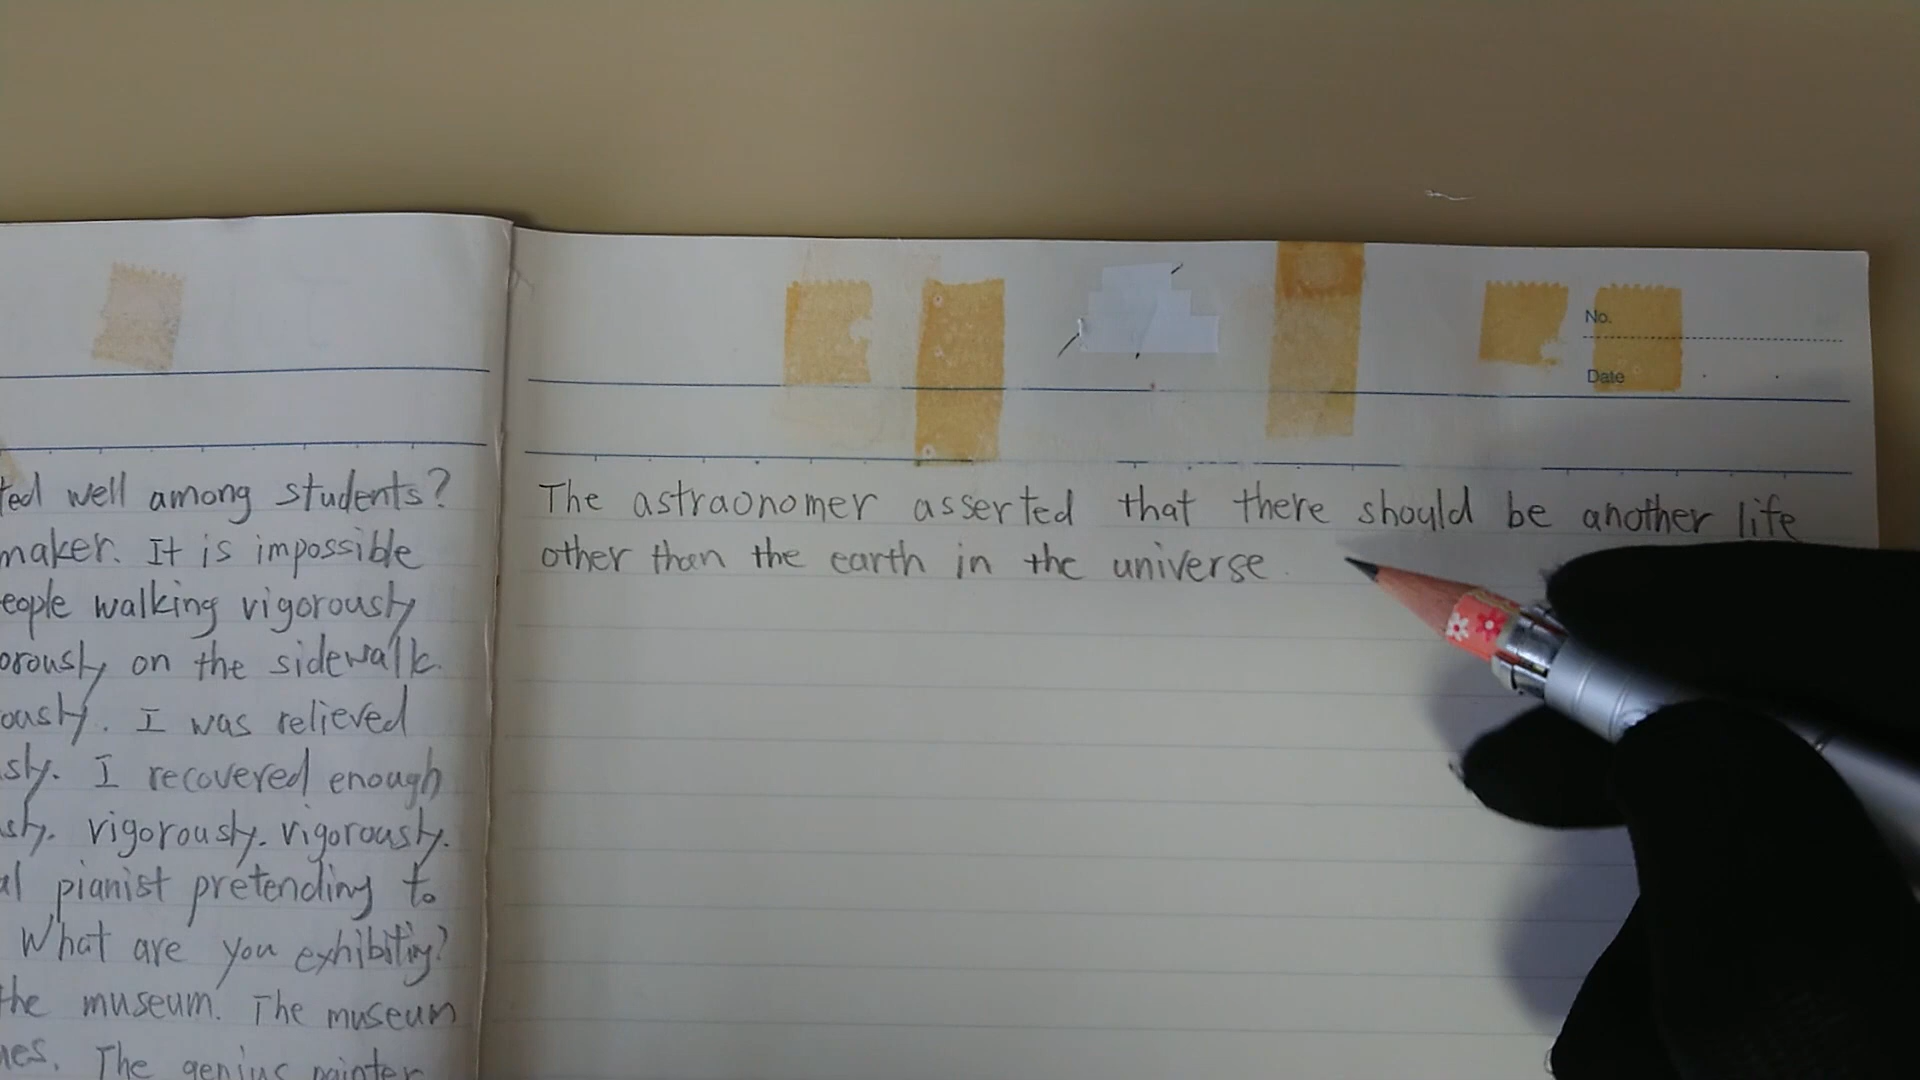 ted well among students?
maker. It is impossible
eople walking vigorously
orously on the sidewalk.
ously. I was relieved
sly. I recovered enough
sly. vigorously. vigorously.
al pianist pretending to
What are you exhibiting?
the museum. The museum
nes. The genius painter
No.
Date
The astraonomer asserted that there should be another life
other than the earth in the universe.